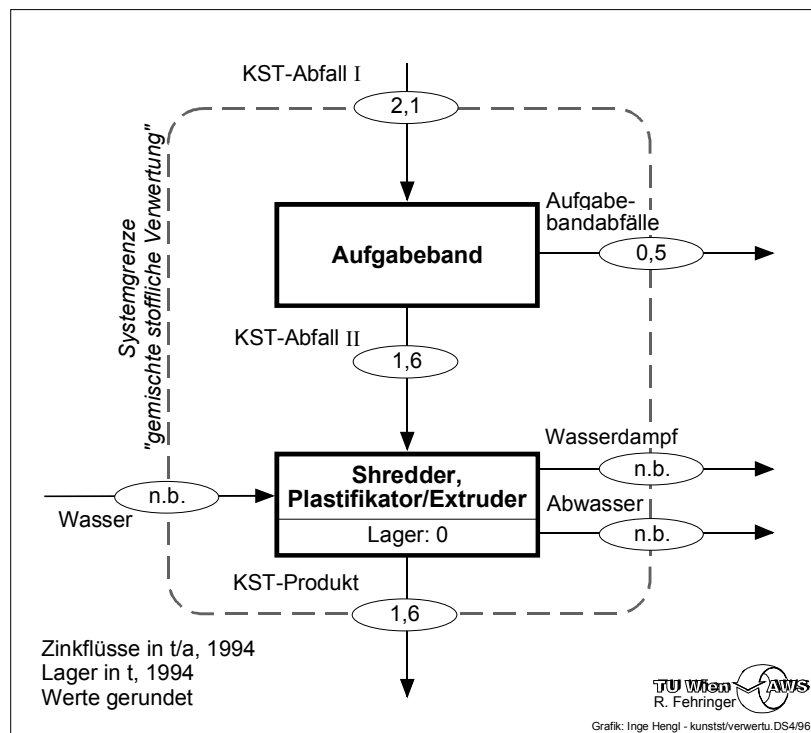 KST-Abfall I
2,1
Systemgrenze
"gemischte stoffliche Verwertung"
Aufgabeband
Aufgabe-
bandabfälle
0,5
KST-Abfall II
1,6
Wasserdampf
n.b.
Shredder,
Plastifikator/Extruder
Lager: 0
n.b.
Wasser
Abwasser
n.b.
KST-Produkt
1,6
Zinkflüsse in t/a, 1994
Lager in t, 1994
Werte gerundet
TU Wien AWS
R. Fehringer
Grafik: Inge Hengl - kunstst/verwertu.DS4/96